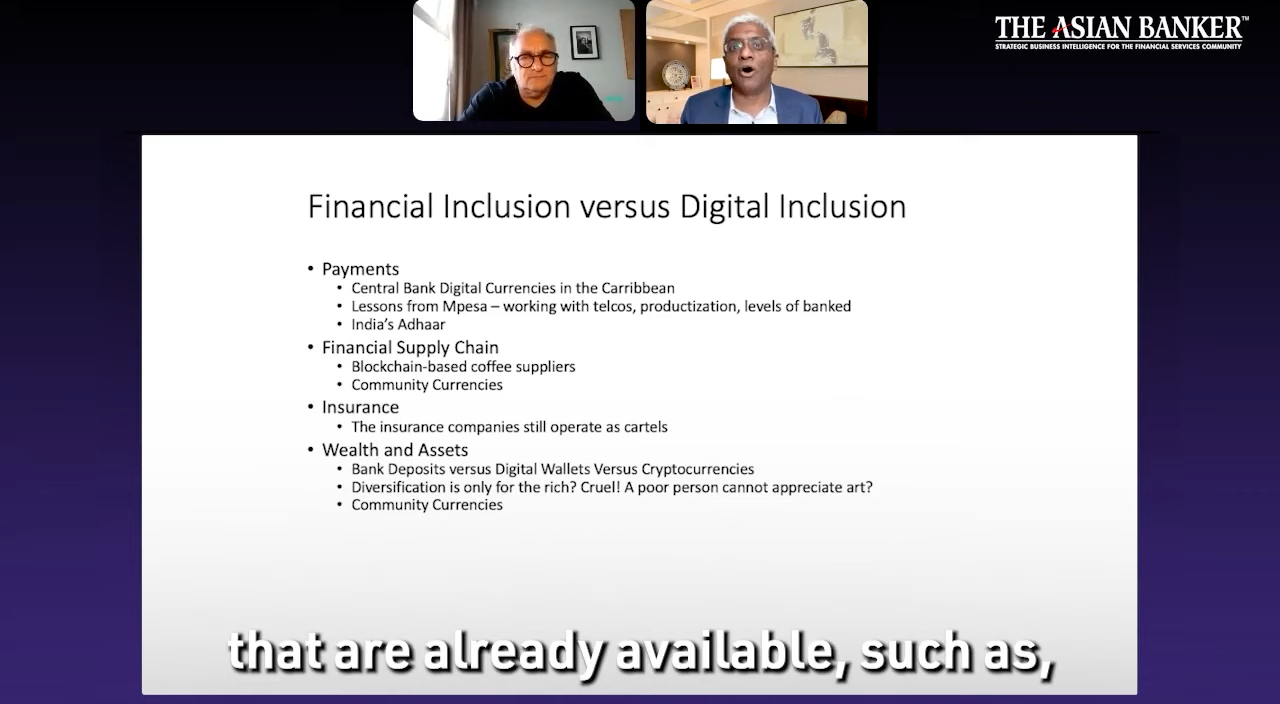 THE ASIAN BANKER™
STRATEGIC BUSINESS INTELLIGENCE FOR THE FINANCIAL SERVICES COMMUNITY
Financial Inclusion versus Digital Inclusion
• Payments
• Central Bank Digital Currencies in the Carribbean
• Lessons from Mpesa – working with telcos, productization, levels of banked
• India's Adhaar
• Financial Supply Chain
• Blockchain-based coffee suppliers
• Community Currencies
• Insurance
• The insurance companies still operate as cartels
• Wealth and Assets
• Bank Deposits versus Digital Wallets Versus Cryptocurrencies
• Diversification is only for the rich? Cruel! A poor person cannot appreciate art?
• Community Currencies
that are already available, such as,